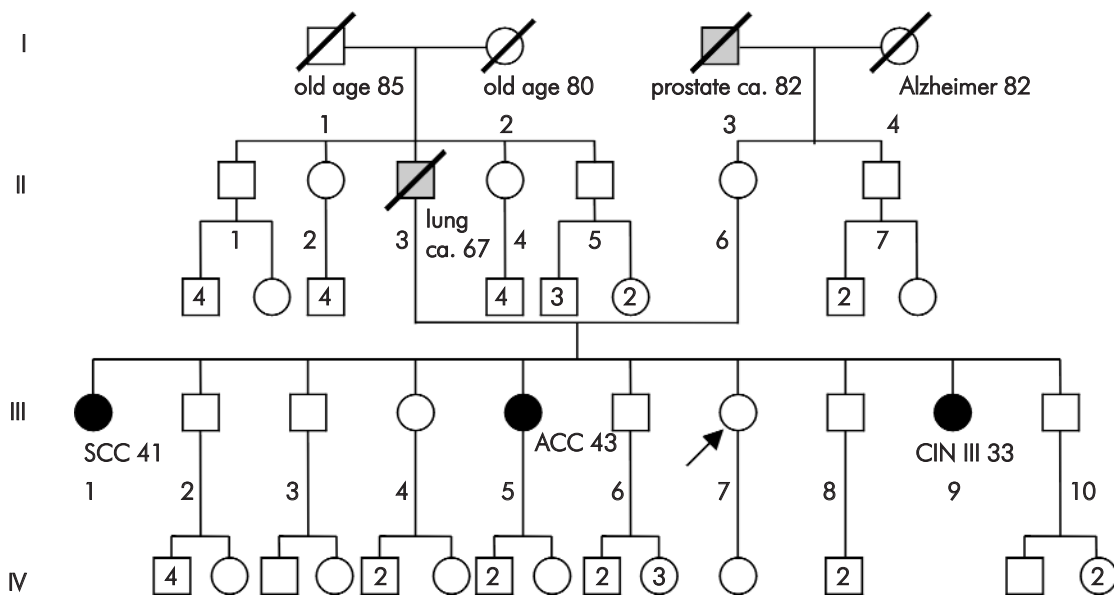 I
old age 85 old age 80 prostate ca. 82 Alzheimer 82
1 2 3 4
II
lung
1 2 3 ca. 67 4 5 6 7
4 4 4 3 2 2
III
SCC 41 ACC 43 CIN III 33
1 2 3 4 5 6 7 8 9 10
IV 4 2 2 2 3 2 2